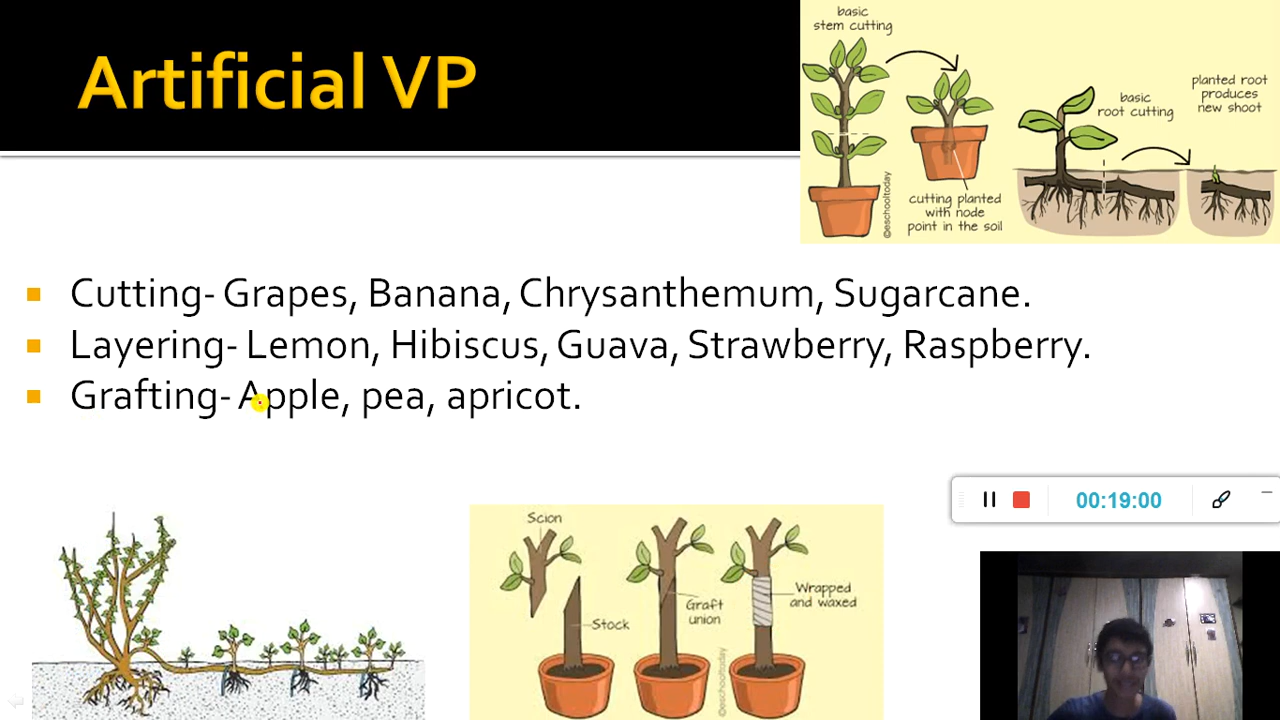 Artificial VP
basic
stem cutting
cutting planted
with node
point in the soil
basic
root cutting
planted root
produces
new shoot
©eschooltoday
Cutting- Grapes, Banana, Chrysanthemum, Sugarcane.
Layering- Lemon, Hibiscus, Guava, Strawberry, Raspberry.
Grafting- Apple, pea, apricot.
Scion
Stock
Graft
union
Wrapped
and waxed
©eschooltoday
00:19:00